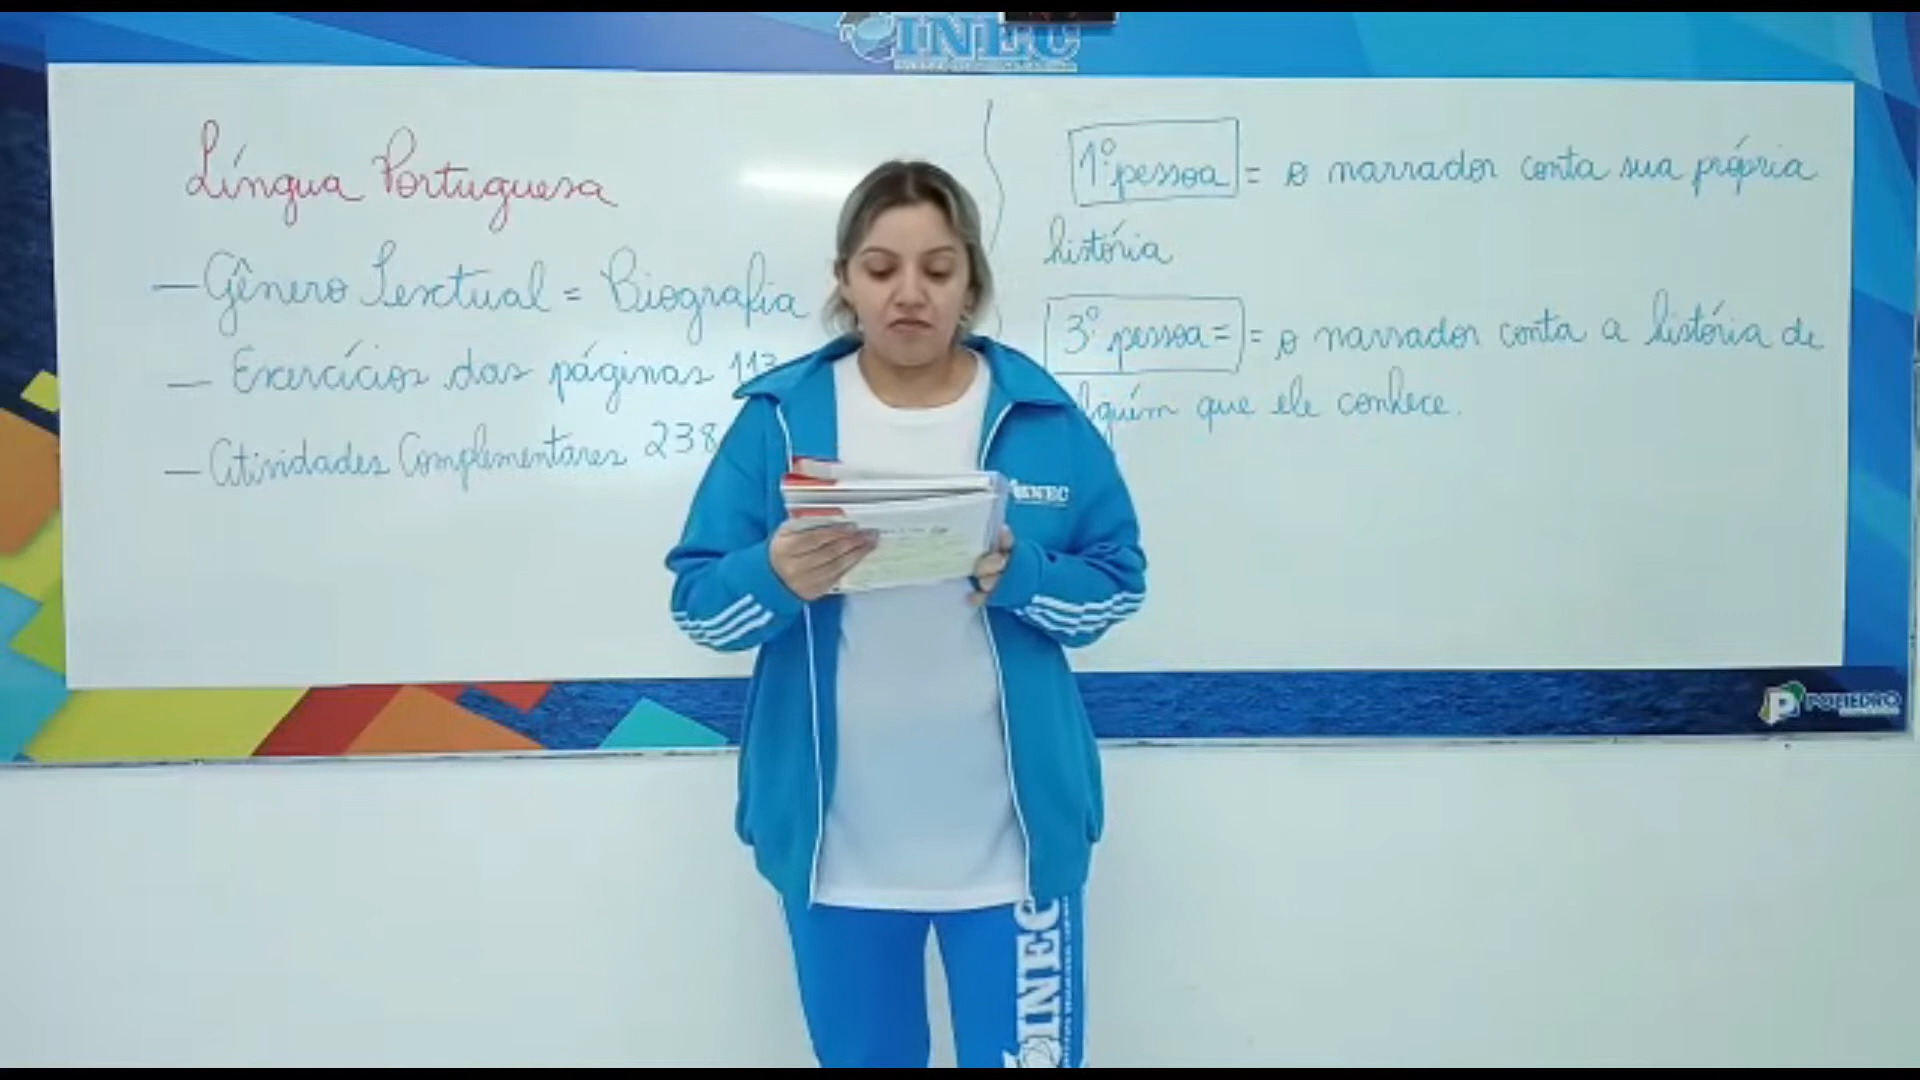 INEC
Língua Portuguesa
– Gênero Textual = Biografia
– Exercícios das páginas 113
– Atividades Complementares 238
1º pessoa = o narrador conta sua própria
história
3º pessoa = = o narrador conta a história de
que ele conhece.
INEC
INEC
POLIEDRO